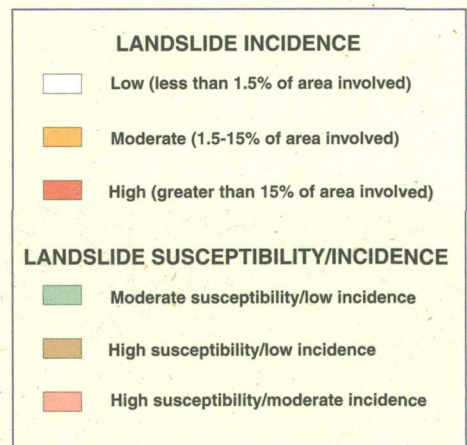 LANDSLIDE INCIDENCE
Low (less than 1.5% of area involved)
Moderate (1.5-15% of area involved)
High (greater than 15% of area involved)
LANDSLIDE SUSCEPTIBILITY/INCIDENCE
Moderate susceptibility/low incidence
High susceptibility/low incidence
High susceptibility/moderate incidence